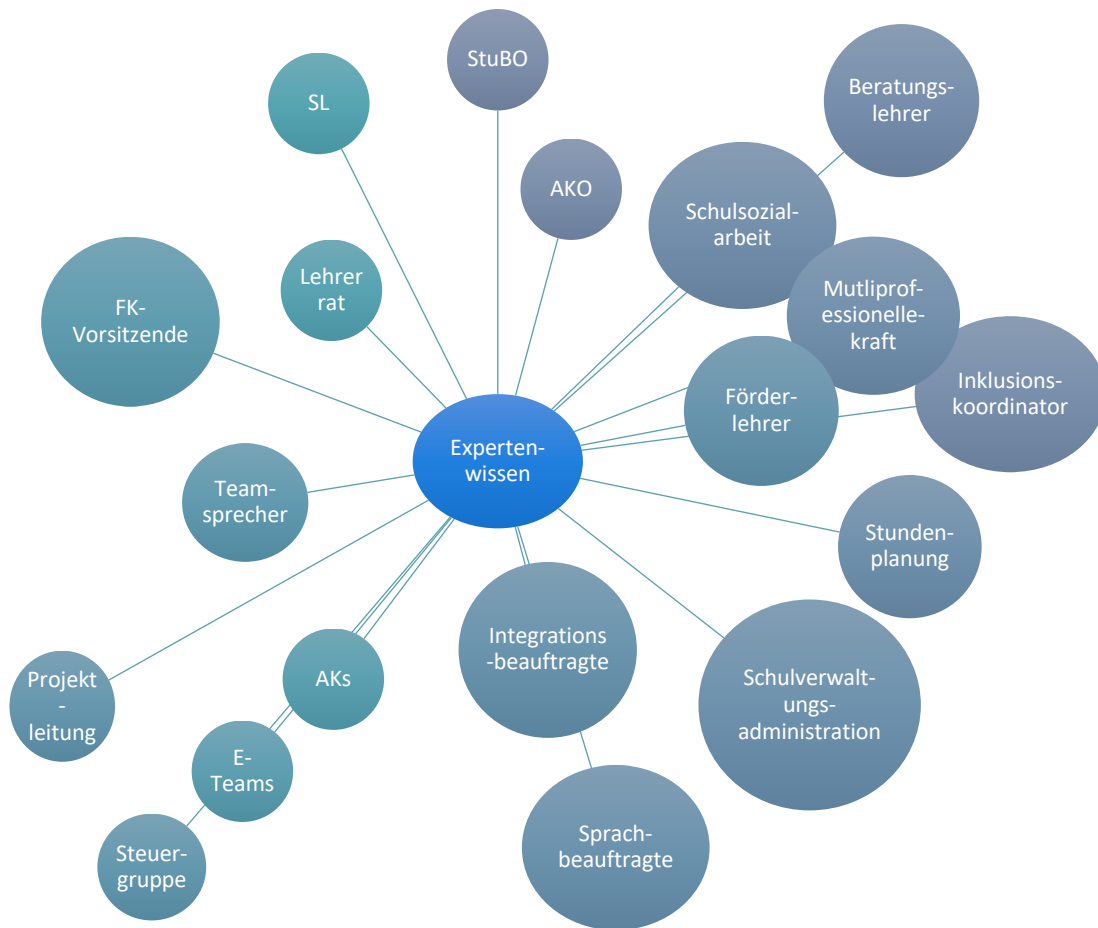 StuBO
SL
Beratungs-
lehrer
AKO
Schulsozial-
arbeit
Lehrer
rat
FK-
Vorsitzende
Mutliprof-
essionelle-
kraft
Inklusions-
koordinator
Förder-
lehrer
Experten-
wissen
Team-
sprecher
Stunden-
planung
Integrations
-beauftragte
Projekt
-
leitung
AKs
Schulverwalt-
ungs-
administration
E-
Teams
Steuer-
gruppe
Sprach-
beauftragte